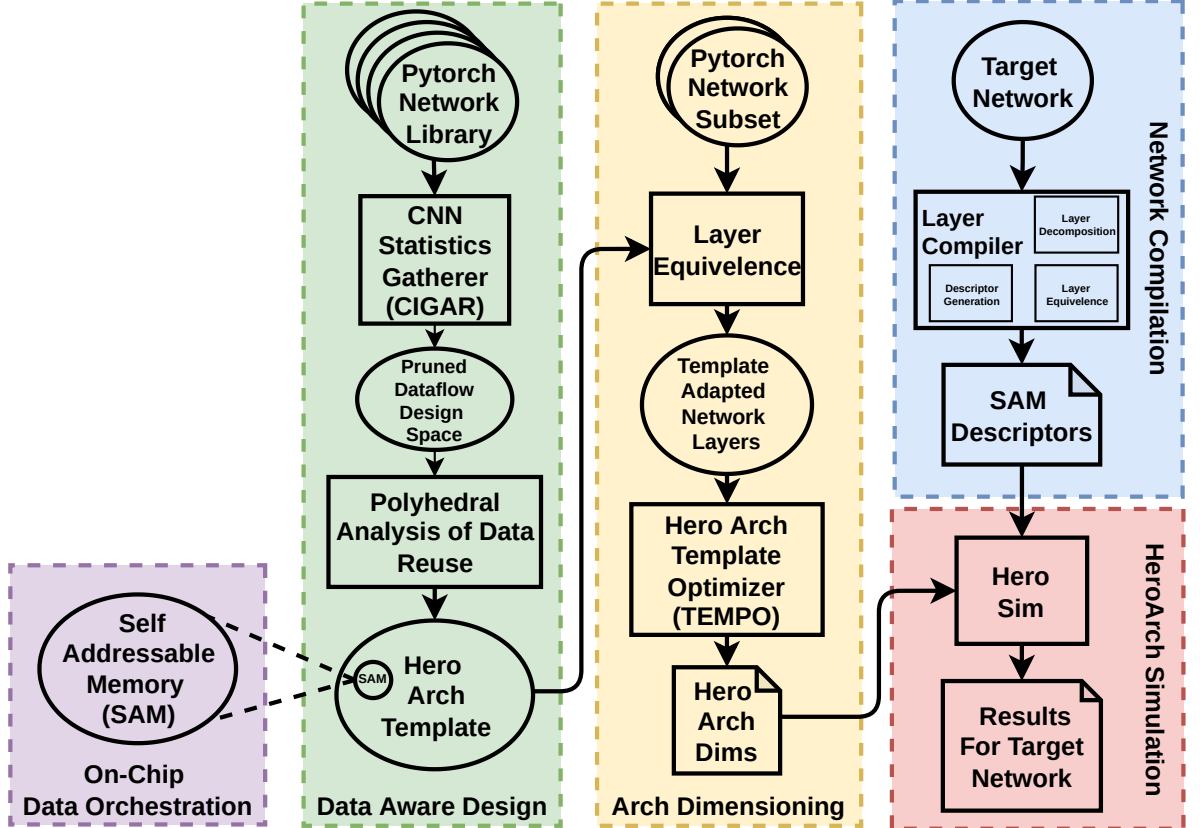 Self
Addressable
Memory
(SAM)
On-Chip
Data Orchestration
Pytorch
Network
Library
CNN
Statistics
Gatherer
(CIGAR)
Pruned
Dataflow
Design
Space
Polyhedral
Analysis of Data
Reuse
SAM
Hero
Arch
Template
Data Aware Design
Pytorch
Network
Subset
Layer
Equivelence
Template
Adapted
Network
Layers
Hero Arch
Template
Optimizer
(TEMPO)
Hero
Arch
Dims
Arch Dimensioning
Target
Network
Layer
Compiler
Layer
Decomposition
Descriptor
Generation
Layer
Equivelence
SAM
Descriptors
Network Compilation
Hero
Sim
Results
For Target
Network
HeroArch Simulation